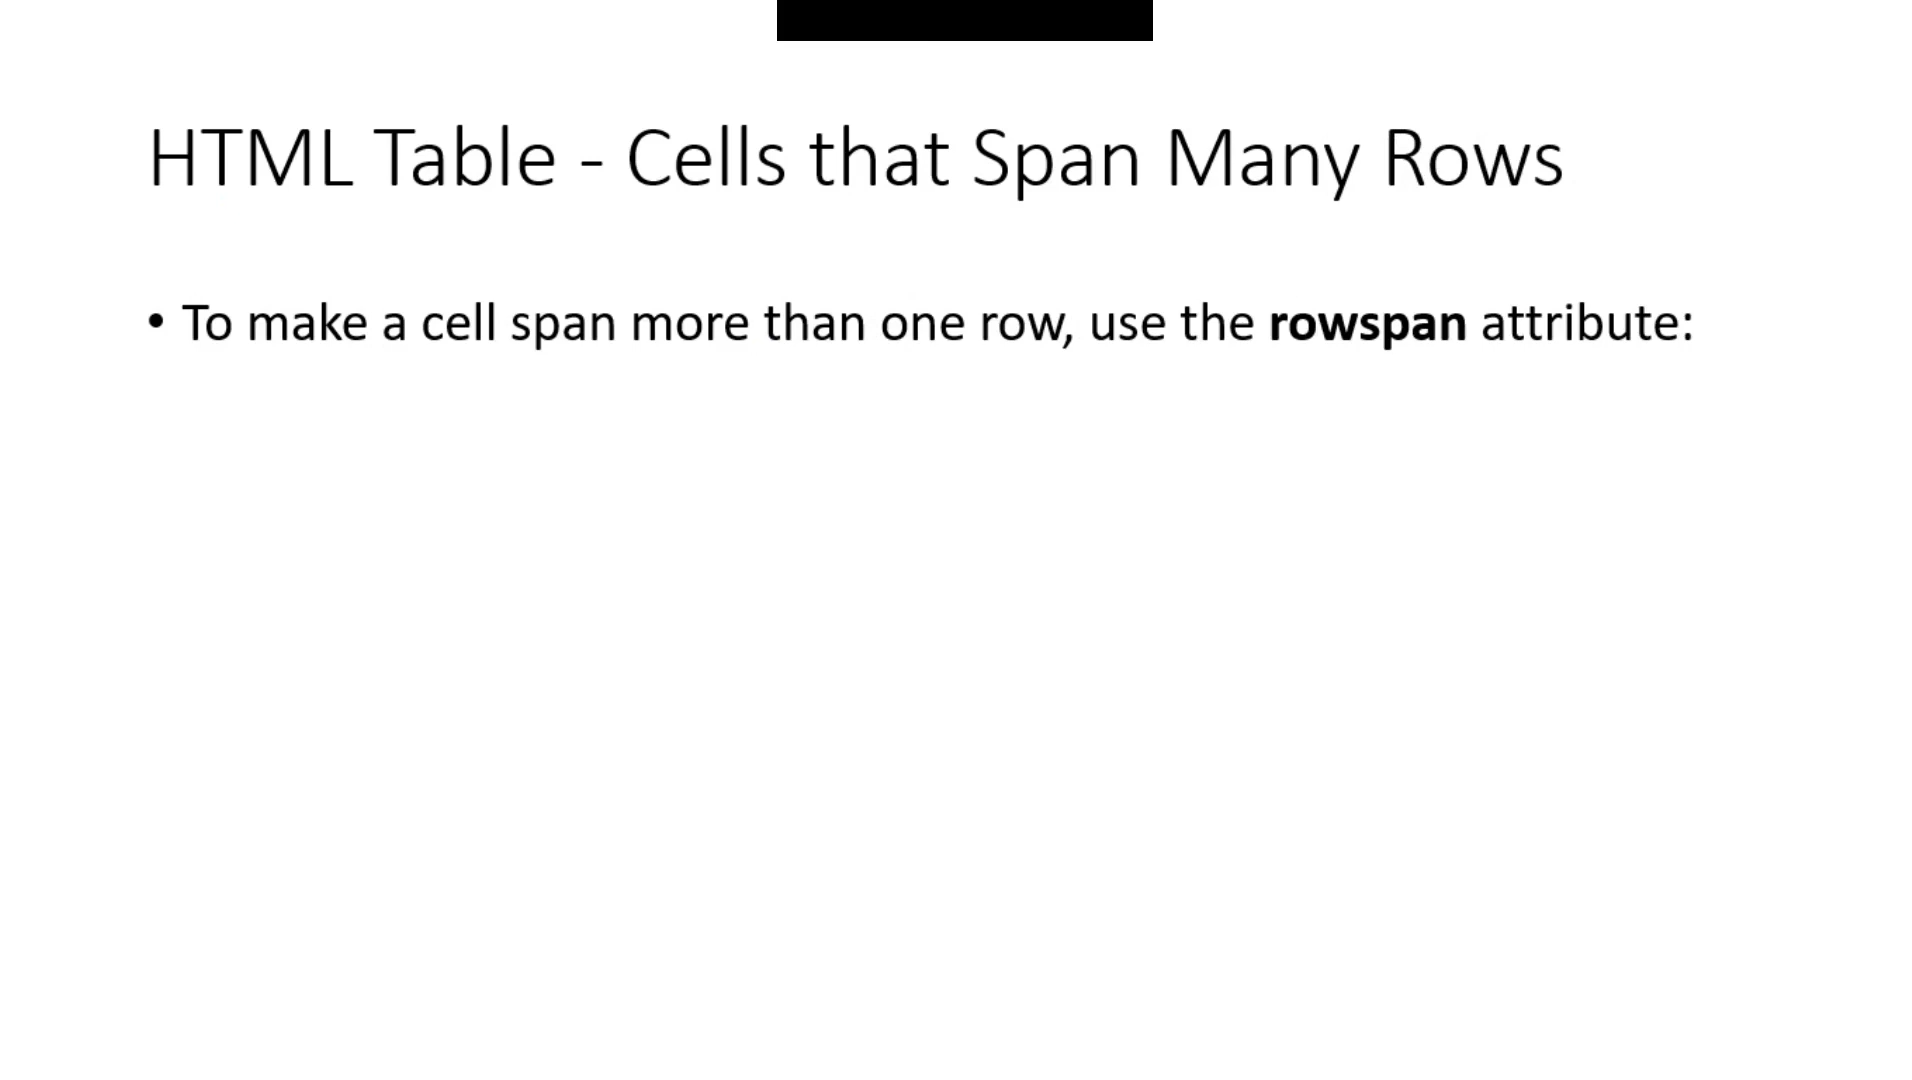 HTML Table - Cells that Span Many Rows
• To make a cell span more than one row, use the rowspan attribute: